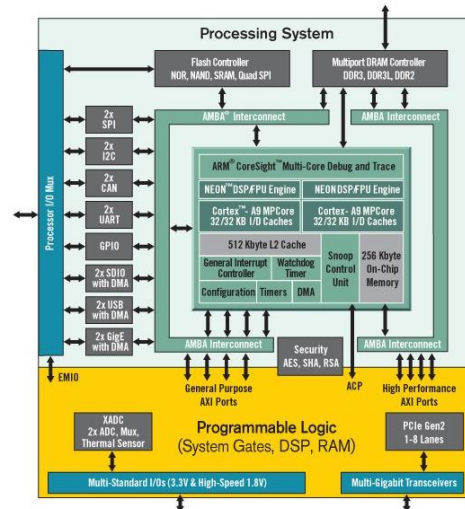 Processing System
Flash Controller
NOR, NAND, SRAM, Quad SPI
Multiport DRAM Controller
DDR3, DDR3L, DDR2
Processor I/O Mux
2x
SPI
2x
I2C
2x
CAN
2x
UART
GPIO
2x SDIO
with DMA
2x USB
with DMA
2x GigE
with DMA
AMBA® Interconnect
AMBA Interconnect
ARM® CoreSight™ Multi-Core Debug and Trace
NEON™ DSP/FPU Engine
NEON DSP/FPU Engine
Cortex™- A9 MPCore
32/32 KB I/D Caches
Cortex- A9 MPCore
32/32 KB I/D Caches
512 Kbyte L2 Cache
General Interrupt
Controller
Watchdog
Timer
Configuration
Timers
DMA
Snoop
Control
Unit
256 Kbyte
On-Chip
Memory
AMBA Interconnect
Security
AES, SHA, RSA
AMBA Interconnect
EMIO
General Purpose
AXI Ports
ACP
High Performance
AXI Ports
XADC
2x ADC, Mux,
Thermal Sensor
Programmable Logic
(System Gates, DSP, RAM)
PCIe Gen2
1-8 Lanes
Multi-Standard I/Os (3.3V & High-Speed 1.8V)
Multi-Gigabit Transceivers